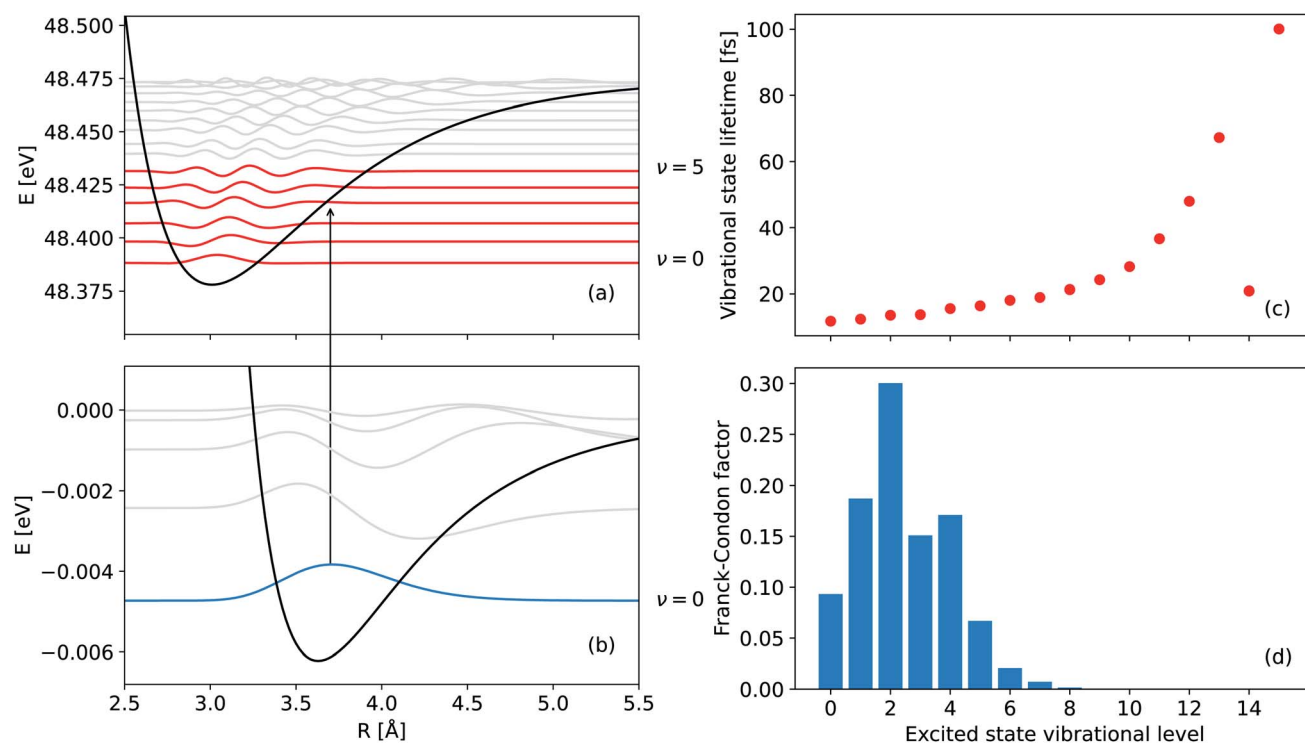 48.500
48.475
48.450
48.425
48.400
48.375
E [eV]
ν = 5
ν = 0
(a)
0.000
−0.002
−0.004
−0.006
E [eV]
ν = 0
(b)
2.5 3.0 3.5 4.0 4.5 5.0 5.5
R [Å]
100
80
60
40
20
Vibrational state lifetime [fs]
(c)
0.30
0.25
0.20
0.15
0.10
0.05
0.00
Franck-Condon factor
(d)
0 2 4 6 8 10 12 14
Excited state vibrational level